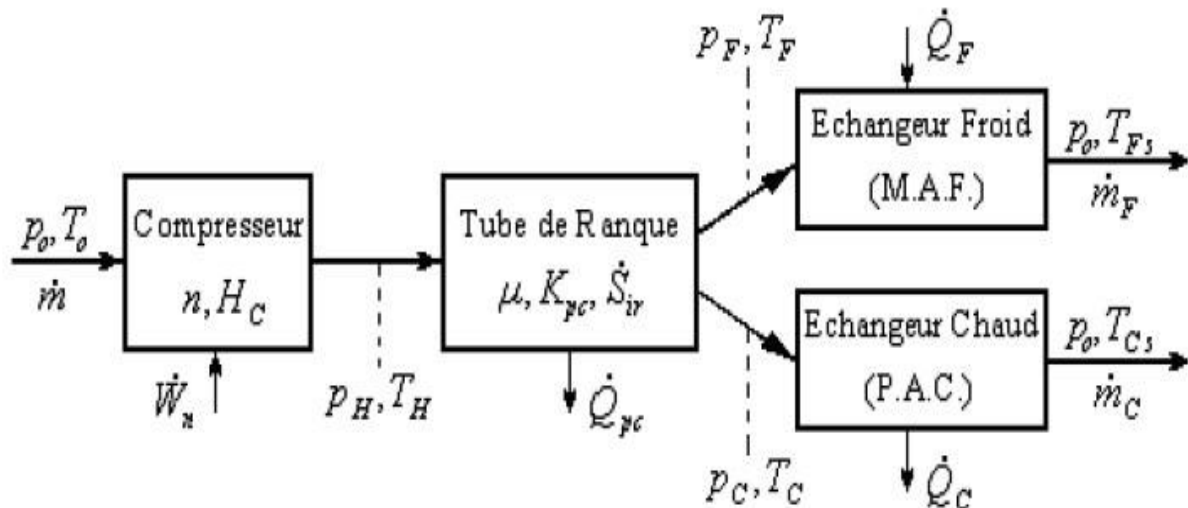 p_o, T_o
ṁ
Compresseur
n, H_C
Ẇ_n
p_H, T_H
Tube de Ranque
μ, K_pc, Ṡ_ir
Q̇_pc
p_F, T_F
Q̇_F
Echangeur Froid
(M.A.F.)
p_o, T_Fs
ṁ_F
p_C, T_C
Echangeur Chaud
(P.A.C.)
p_o, T_Cs
ṁ_C
Q̇_C